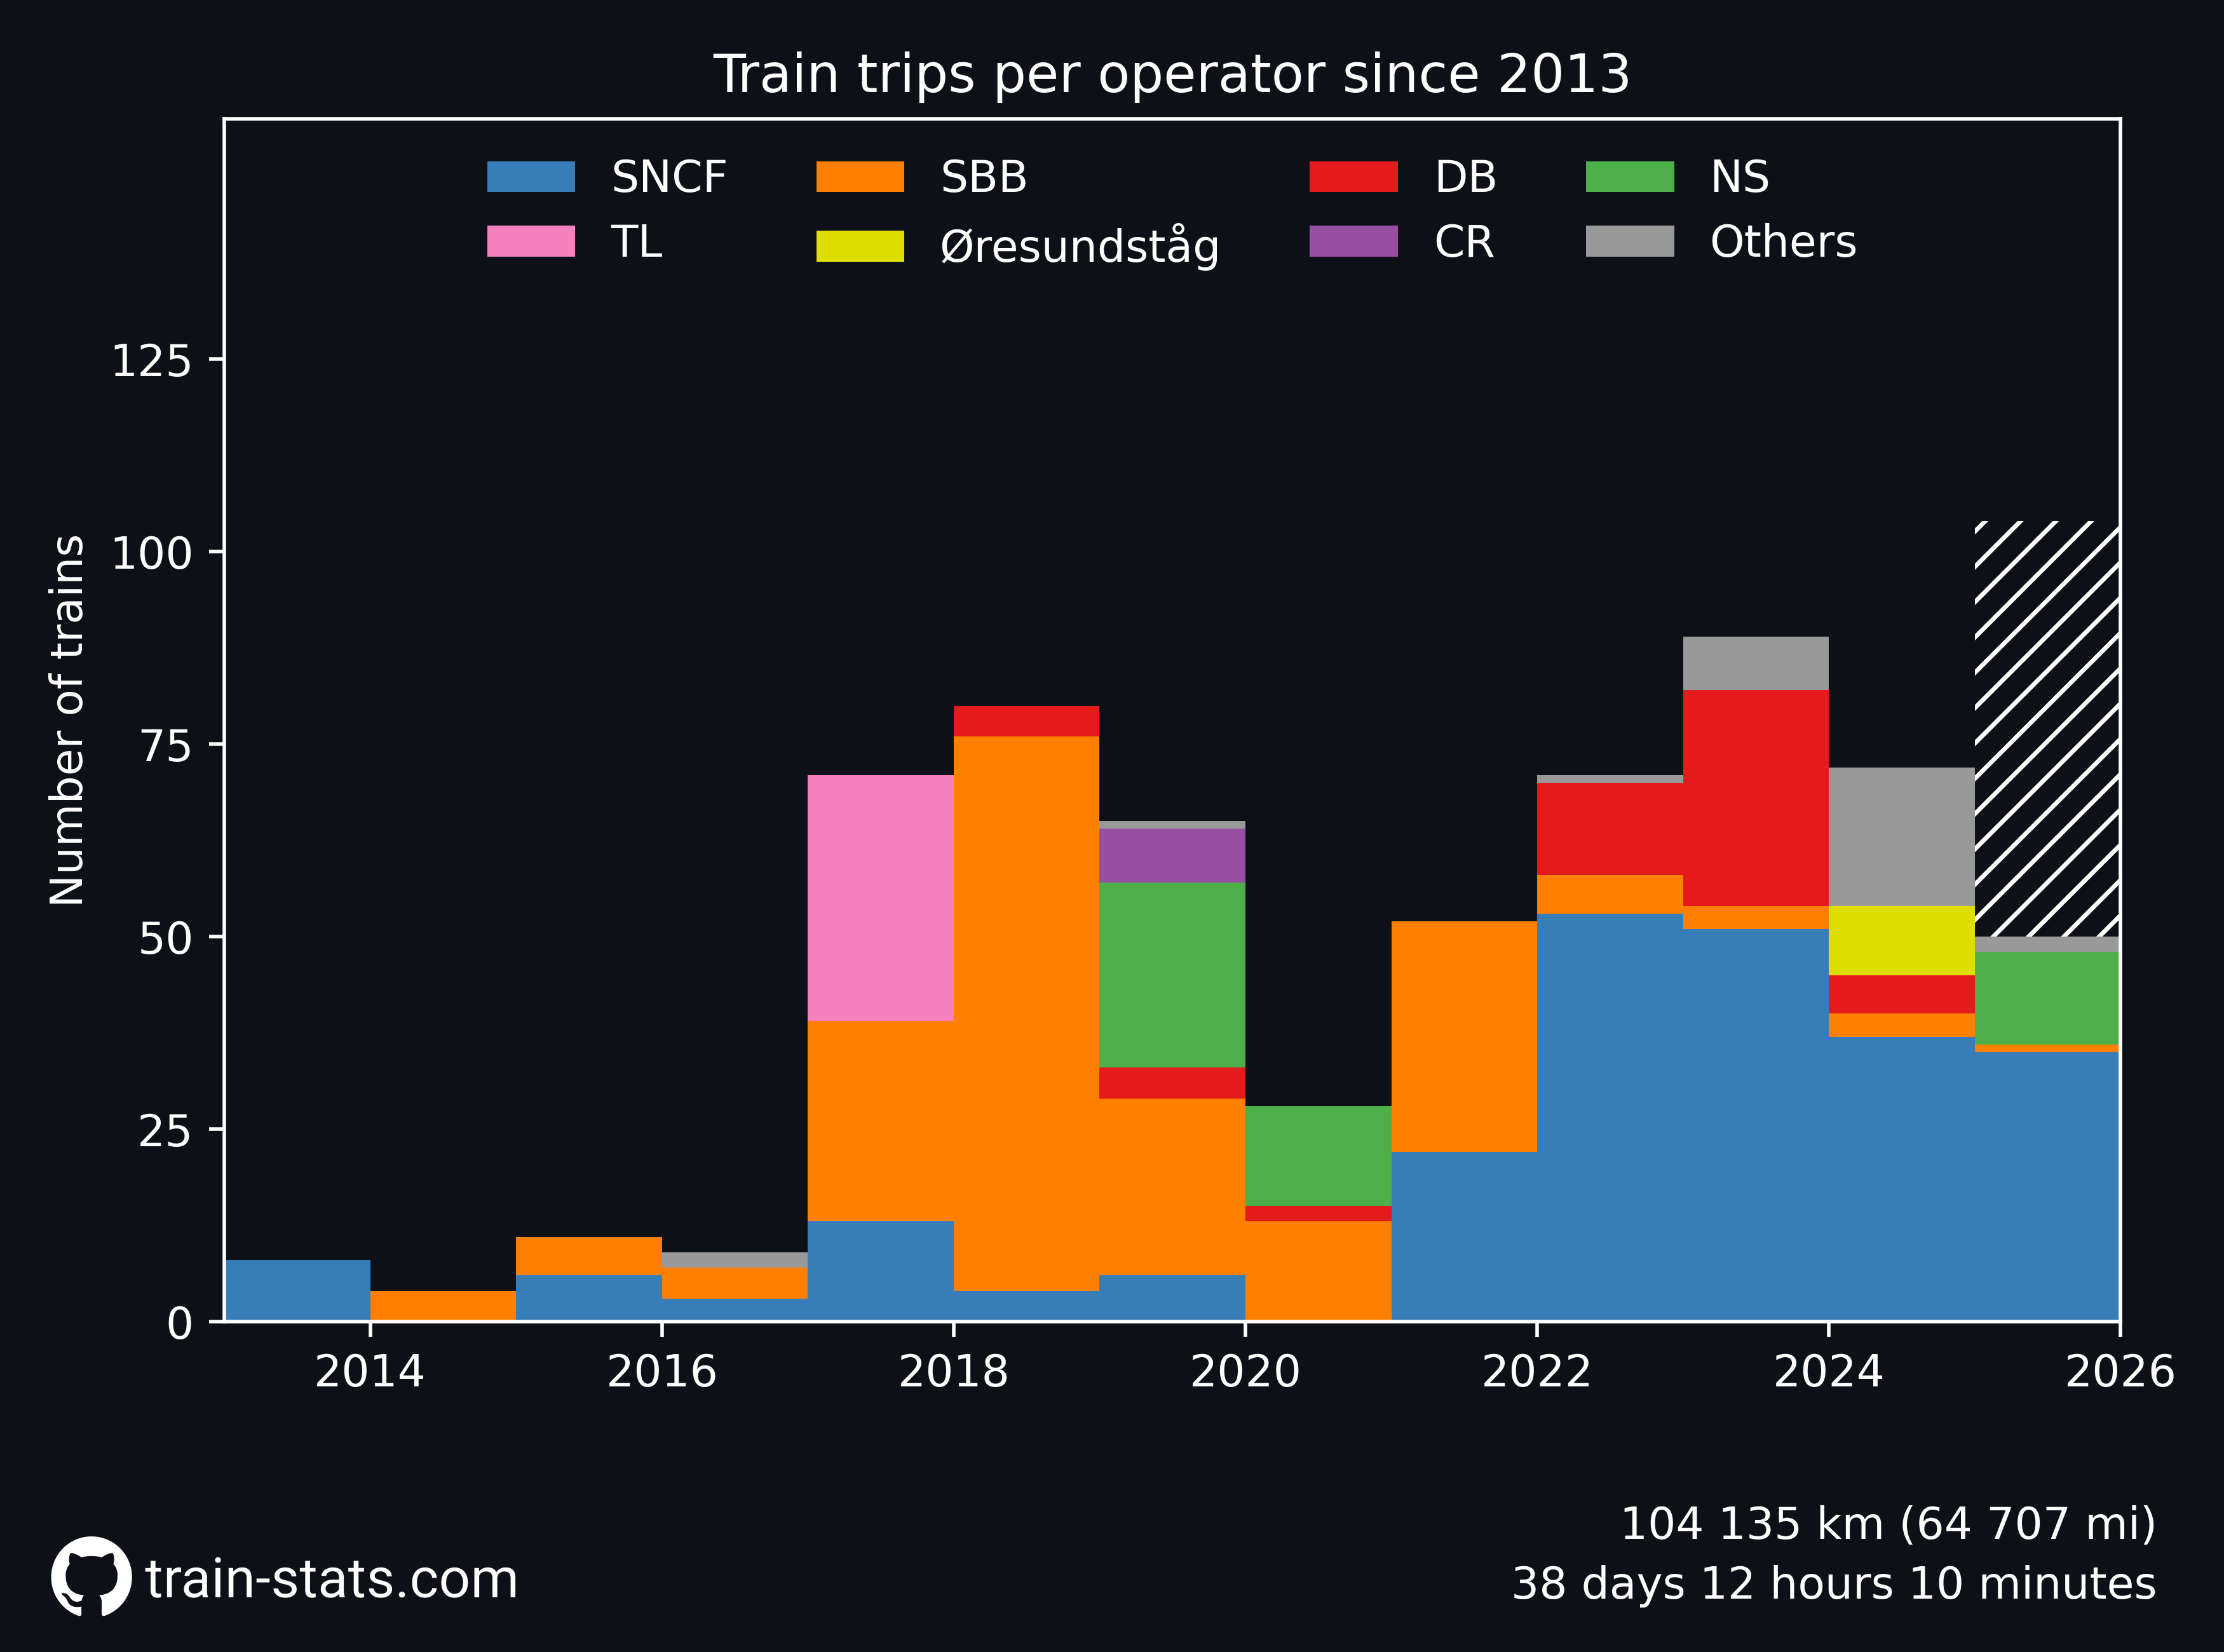 Train trips per operator since 2013
SNCF SBB DB NS
TL Øresundståg CR Others
Number of trains
125
100
75
50
25
0
2014 2016 2018 2020 2022 2024 2026
104 135 km (64 707 mi)
38 days 12 hours 10 minutes
train-stats.com